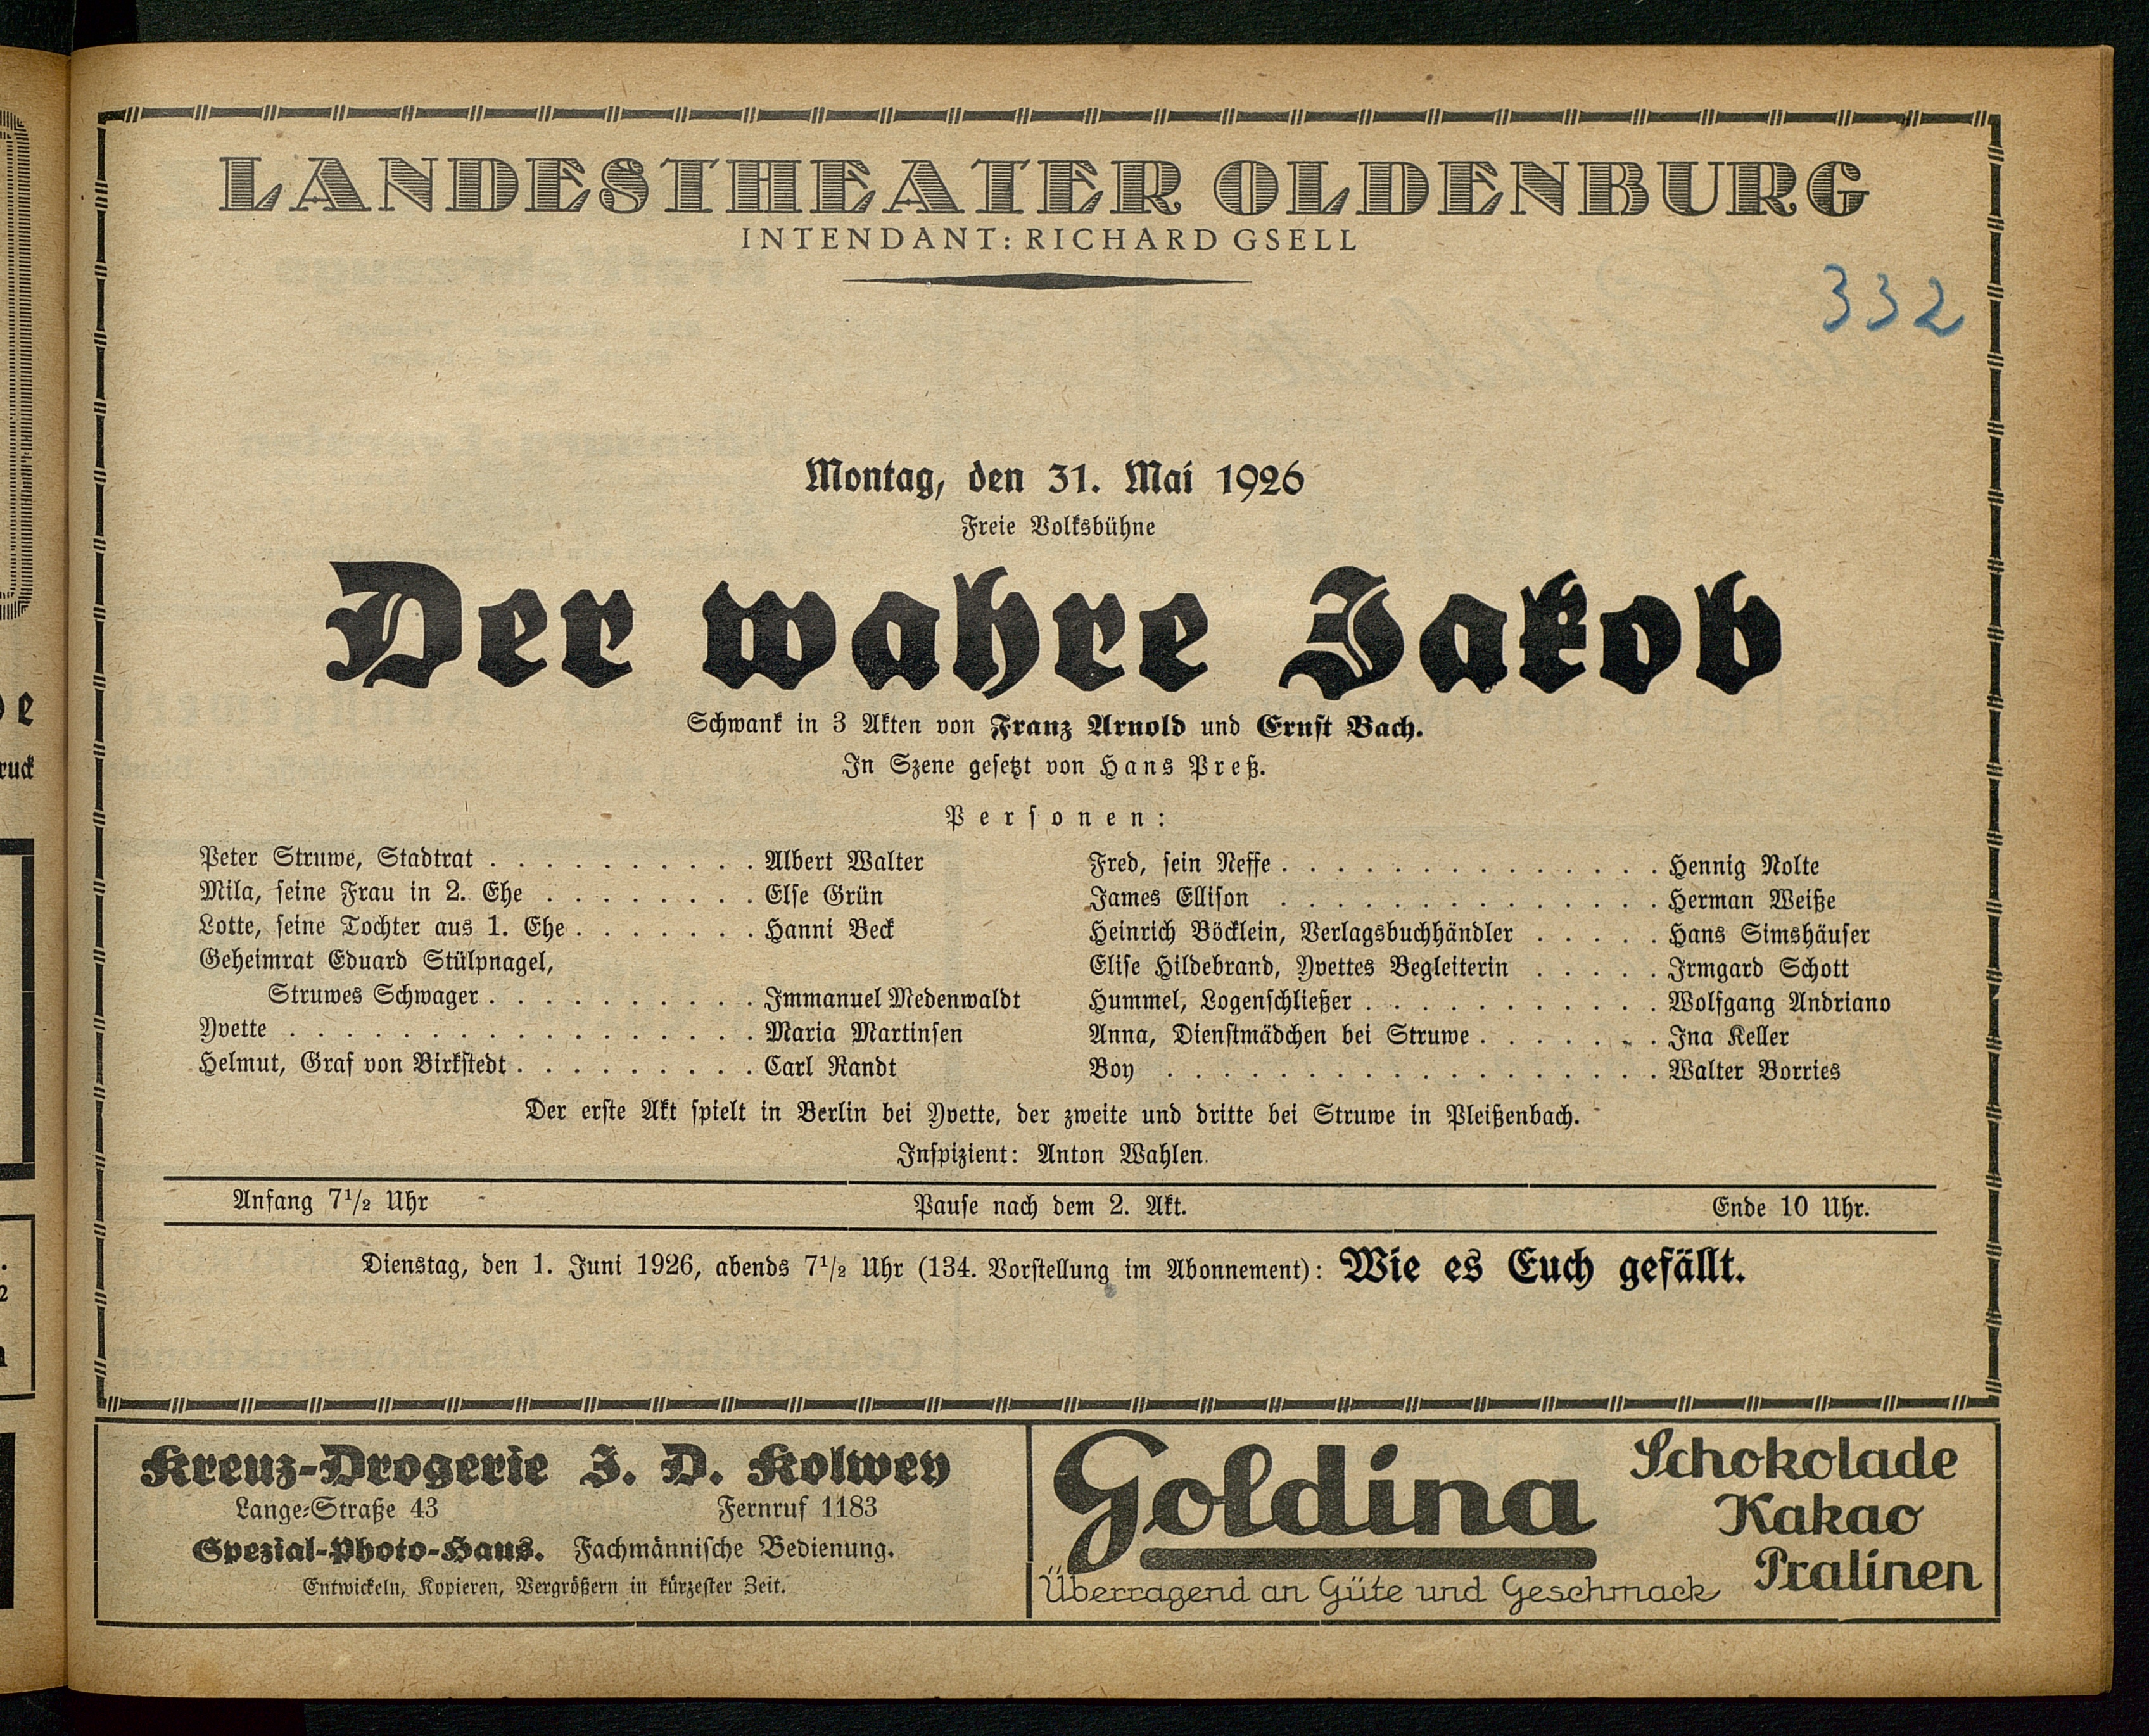 LANDESTHEATER OLDENBURG
INTENDANT: RICHARD GSELL
332
Montag, den 31. Mai 1926
Freie Volksbühne
Der wahre Jakob
Schwank in 3 Akten von Franz Arnold und Ernst Bach.
In Szene gesetzt von Hans Preß.
Personen:
Peter Struwe, Stadtrat . . . . . . . . . . Albert Walter
Mila, seine Frau in 2. Ehe . . . . . . . . Else Grün
Lotte, seine Tochter aus 1. Ehe . . . . . . . Hanni Beck
Geheimrat Eduard Stülpnagel,
Struwes Schwager . . . . . . . . . . Immanuel Medenwaldt
Yvette . . . . . . . . . . . . . . . . . Maria Martinsen
Helmut, Graf von Birkstedt . . . . . . . . . Carl Randt
Fred, sein Neffe . . . . . . . . . . . . . . Hennig Nolte
James Ellison . . . . . . . . . . . . . . Herman Weiße
Heinrich Böcklein, Verlagsbuchhändler . . . . . Hans Simshäuser
Elise Hildebrand, Yvettes Begleiterin . . . . . Irmgard Schott
Hummel, Logenschließer . . . . . . . . . . . Wolfgang Andriano
Anna, Dienstmädchen bei Struwe . . . . . . . Ina Keller
Boy . . . . . . . . . . . . . . . . . . Walter Borries
Der erste Akt spielt in Berlin bei Yvette, der zweite und dritte bei Struwe in Pleißenbach.
Inspizient: Anton Wahlen.
Anfang 7½ Uhr Pause nach dem 2. Akt. Ende 10 Uhr.
Dienstag, den 1. Juni 1926, abends 7½ Uhr (134. Vorstellung im Abonnement): Wie es Euch gefällt.
Kreuz-Drogerie J. D. Kolwey
Lange-Straße 43 Fernruf 1183
Spezial-Photo-Haus. Fachmännische Bedienung.
Entwickeln, Kopieren, Vergrößern in kürzester Zeit.
Goldina
Schokolade
Kakao
Pralinen
Überragend an Güte und Geschmack